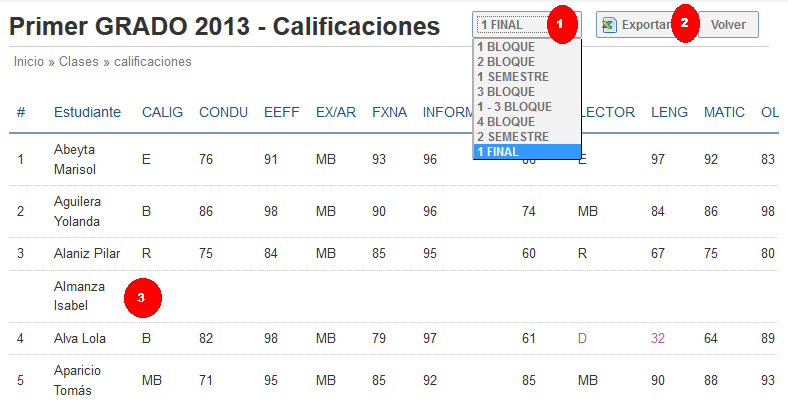 Primer GRADO 2013 - Calificaciones
1 FINAL 1
Exportar 2 Volver
1 BLOQUE
2 BLOQUE
1 SEMESTRE
3 BLOQUE
1 - 3 BLOQUE
4 BLOQUE
2 SEMESTRE
1 FINAL
Inicio » Clases » calificaciones
# Estudiante CALIG CONDU EEFF EX/AR FXNA INFORM LECTOR LENG MATIC OL
1 Abeyta Marisol E 76 91 MB 93 96 E 97 92 83
2 Aguilera Yolanda B 86 98 MB 90 96 74 MB 84 86 98
3 Alaniz Pilar R 75 84 MB 85 95 60 R 67 75 80
Almanza Isabel 3
4 Alva Lola B 82 98 MB 79 97 61 D 32 64 89
5 Aparicio Tomás MB 71 95 MB 85 92 85 MB 90 88 93